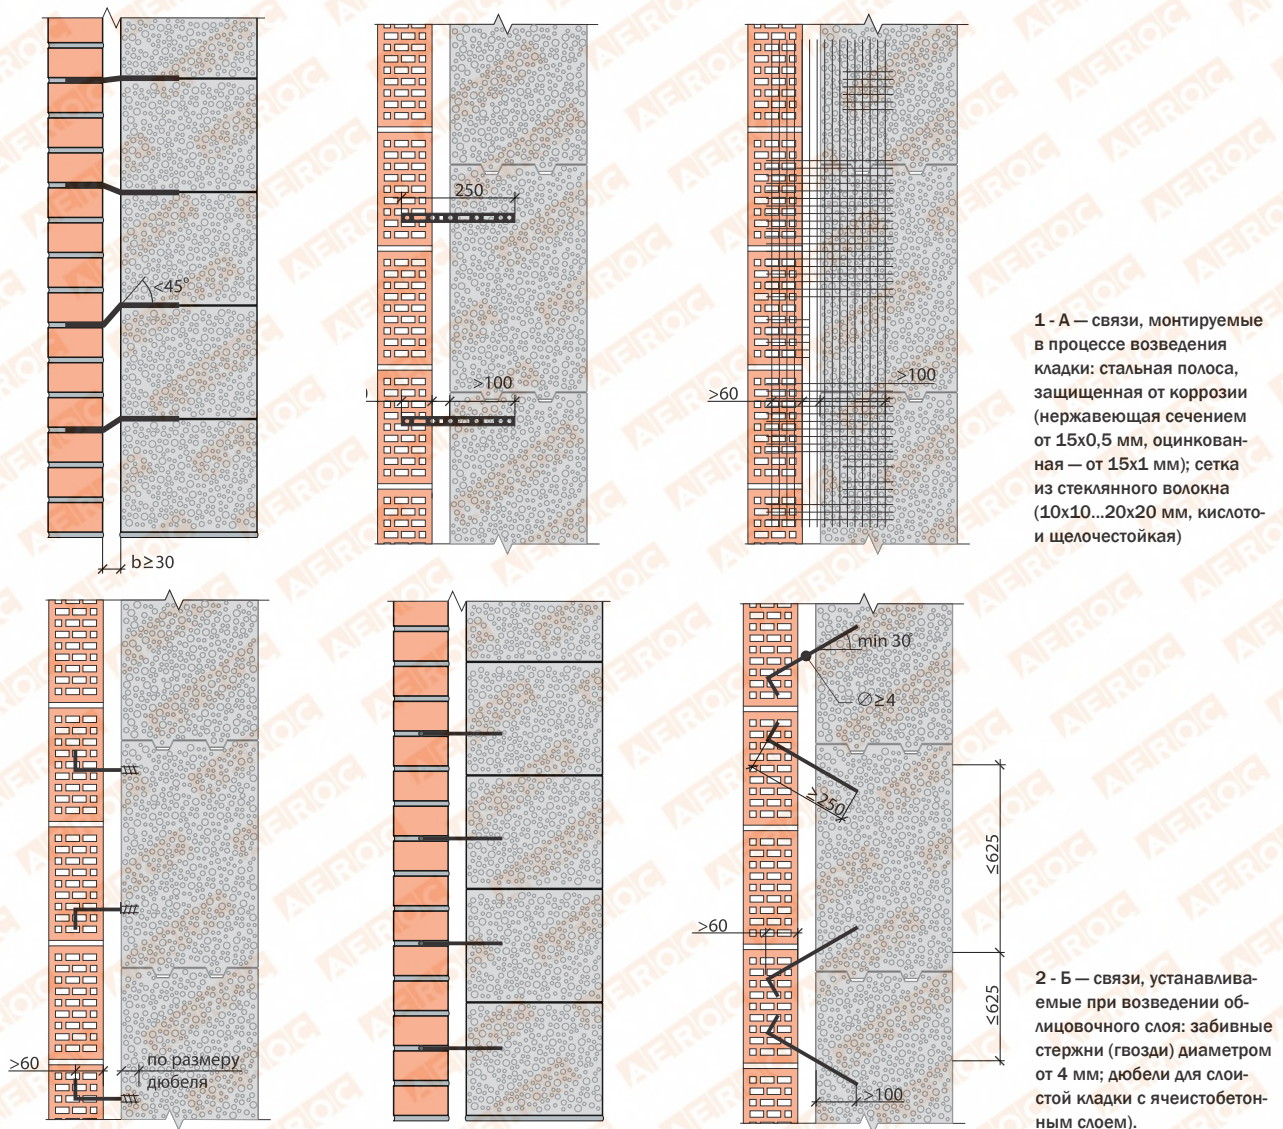 <45°
b≥30
250
>100
>60
>100
1 - А — связи, монтируемые
в процессе возведения
кладки: стальная полоса,
защищенная от коррозии
(нержавеющая сечением
от 15х0,5 мм, оцинкован-
ная — от 15х1 мм); сетка
из стеклянного волокна
(10х10...20х20 мм, кислото-
и щелочестойкая)
>60
по размеру
дюбеля
min 30°
∅≥4
≥250
≤625
>60
≤625
>100
2 - Б — связи, устанавлива-
емые при возведении об-
лицовочного слоя: забивные
стержни (гвозди) диаметром
от 4 мм; дюбели для слои-
стой кладки с ячеистобетон-
ным слоем).
AEROC